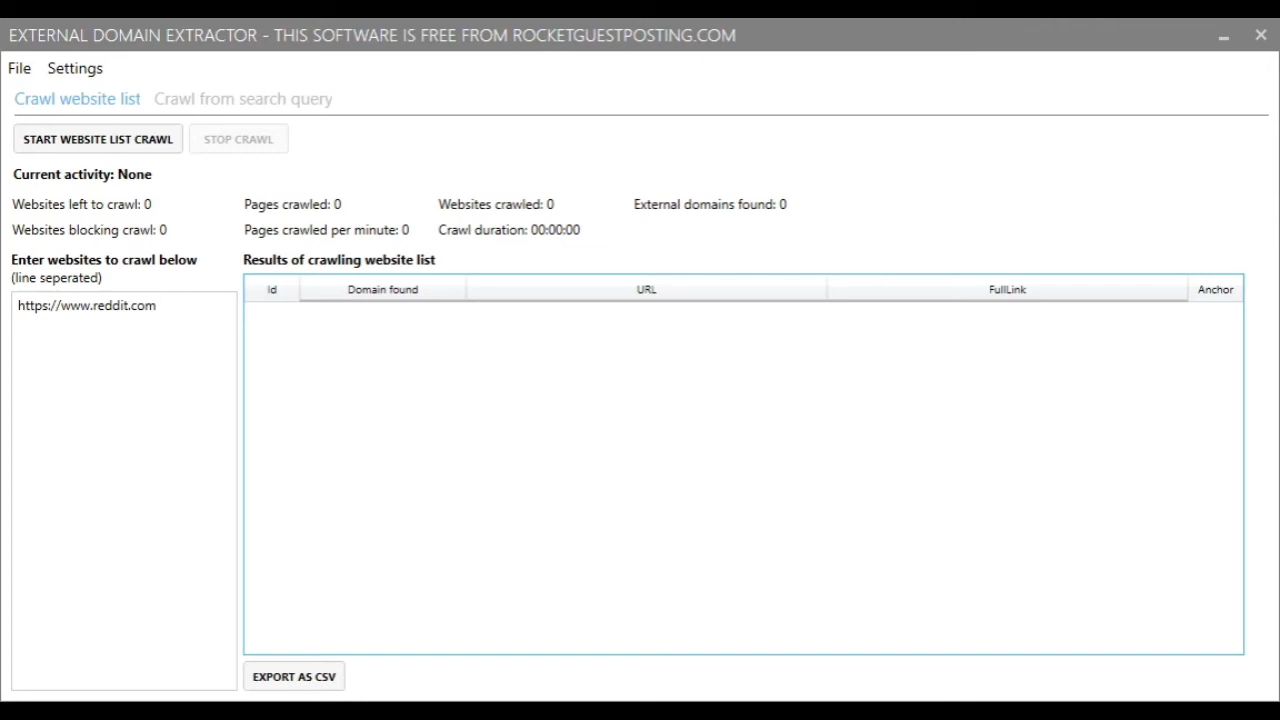 EXTERNAL DOMAIN EXTRACTOR - THIS SOFTWARE IS FREE FROM ROCKETGUESTPOSTING.COM
File Settings
Crawl website list Crawl from search query
START WEBSITE LIST CRAWL STOP CRAWL
Current activity: None
Websites left to crawl: 0 Pages crawled: 0 Websites crawled: 0 External domains found: 0
Websites blocking crawl: 0 Pages crawled per minute: 0 Crawl duration: 00:00:00
Enter websites to crawl below Results of crawling website list
(line seperated)
Id Domain found URL FullLink Anchor
https://www.reddit.com
EXPORT AS CSV